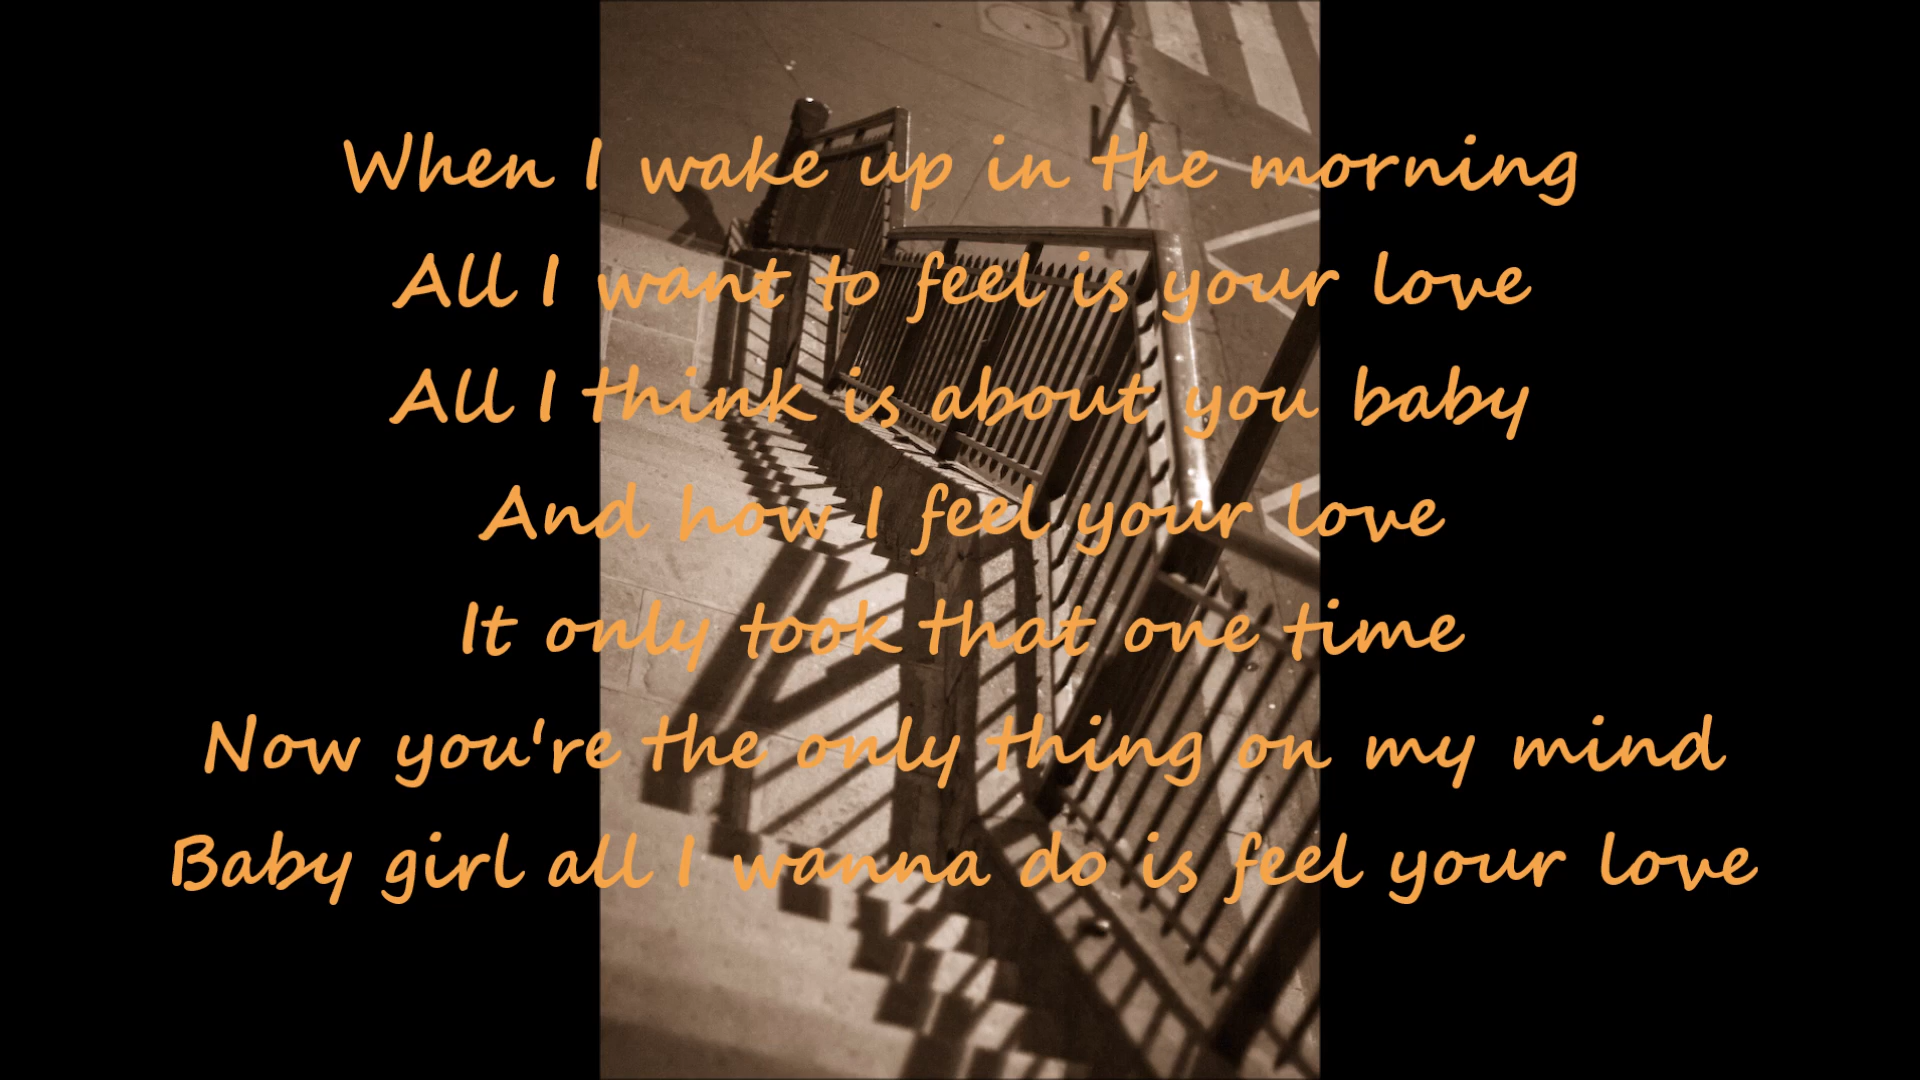 When I wake up in the morning
All I want to feel is your love
All I think is about you baby
And how I feel your love
It only took that one time
Now you're the only thing on my mind
Baby girl all I wanna do is feel your love